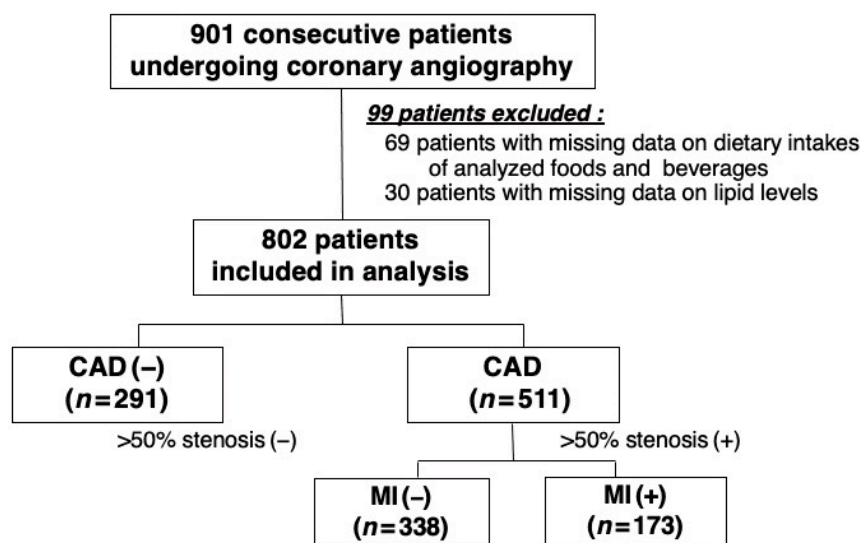 901 consecutive patients
undergoing coronary angiography
99 patients excluded :
69 patients with missing data on dietary intakes
of analyzed foods and beverages
30 patients with missing data on lipid levels
802 patients
included in analysis
CAD (–)
(n=291)
CAD
(n=511)
>50% stenosis (–)
>50% stenosis (+)
MI (–)
(n=338)
MI (+)
(n=173)